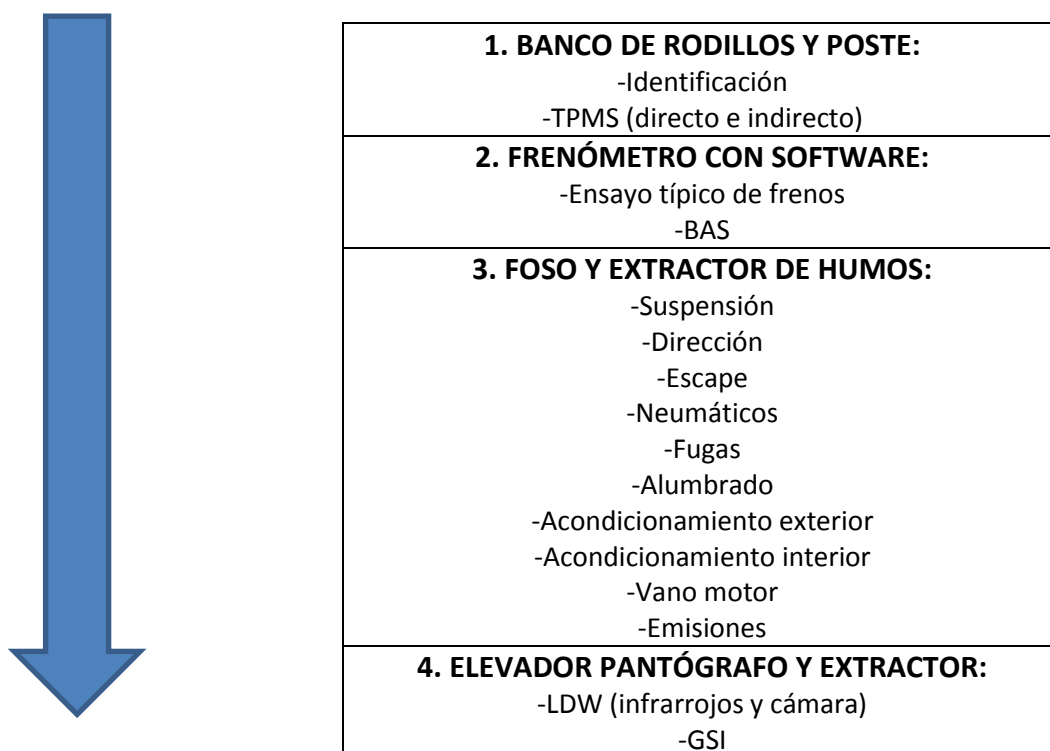 1. BANCO DE RODILLOS Y POSTE:
-Identificación
-TPMS (directo e indirecto)
2. FRENÓMETRO CON SOFTWARE:
-Ensayo típico de frenos
-BAS
3. FOSO Y EXTRACTOR DE HUMOS:
-Suspensión
-Dirección
-Escape
-Neumáticos
-Fugas
-Alumbrado
-Acondicionamiento exterior
-Acondicionamiento interior
-Vano motor
-Emisiones
4. ELEVADOR PANTÓGRAFO Y EXTRACTOR:
-LDW (infrarrojos y cámara)
-GSI